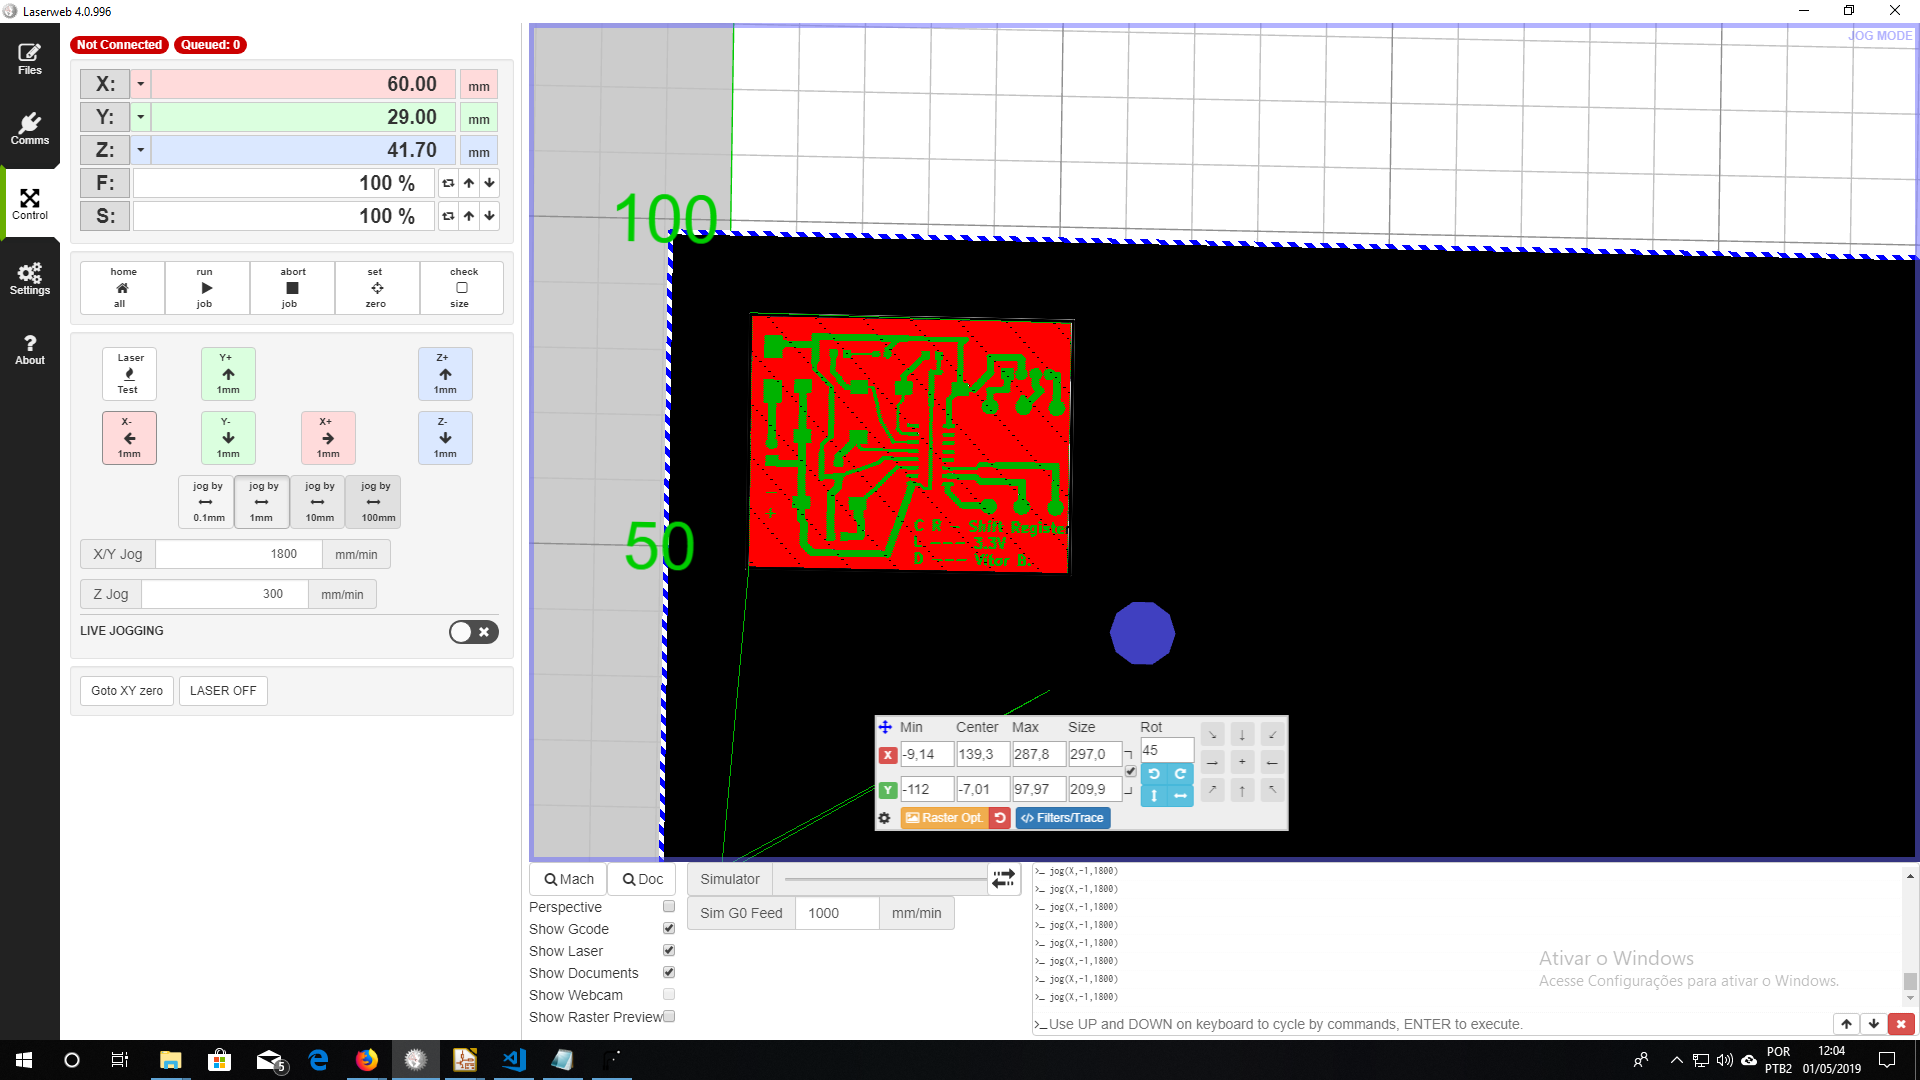 Laserweb 4.0.996
Files
Comms
Control
Settings
About
Not Connected Queued: 0
X: 60.00 mm
Y: 29.00 mm
Z: 41.70 mm
F: 100 %
S: 100 %
home all
run job
abort job
set zero
check size
Laser Test
Y+ 1mm
Z+ 1mm
X- 1mm
Y- 1mm
X+ 1mm
Z- 1mm
jog by 0.1mm
jog by 1mm
jog by 10mm
jog by 100mm
X/Y Jog 1800 mm/min
Z Jog 300 mm/min
LIVE JOGGING
Goto XY zero LASER OFF
JOG MODE
100
50
C R - Shift Register
L --- 3.3V
D --- Vitor B.
Min Center Max Size Rot
X -9,14 139,3 287,8 297,0 45
Y -112 -7,01 97,97 209,9
Raster Opt. Filters/Trace
Mach Doc Simulator
Perspective
Show Gcode
Show Laser
Show Documents
Show Webcam
Show Raster Preview
Sim G0 Feed 1000 mm/min
>_ jog(X,-1,1800)
>_ jog(X,-1,1800)
>_ jog(X,-1,1800)
>_ jog(X,-1,1800)
>_ jog(X,-1,1800)
>_ jog(X,-1,1800)
>_ jog(X,-1,1800)
>_ jog(X,-1,1800)
Ativar o Windows
Acesse Configurações para ativar o Windows.
>_ Use UP and DOWN on keyboard to cycle by commands, ENTER to execute.
5
POR
PTB2
12:04
01/05/2019